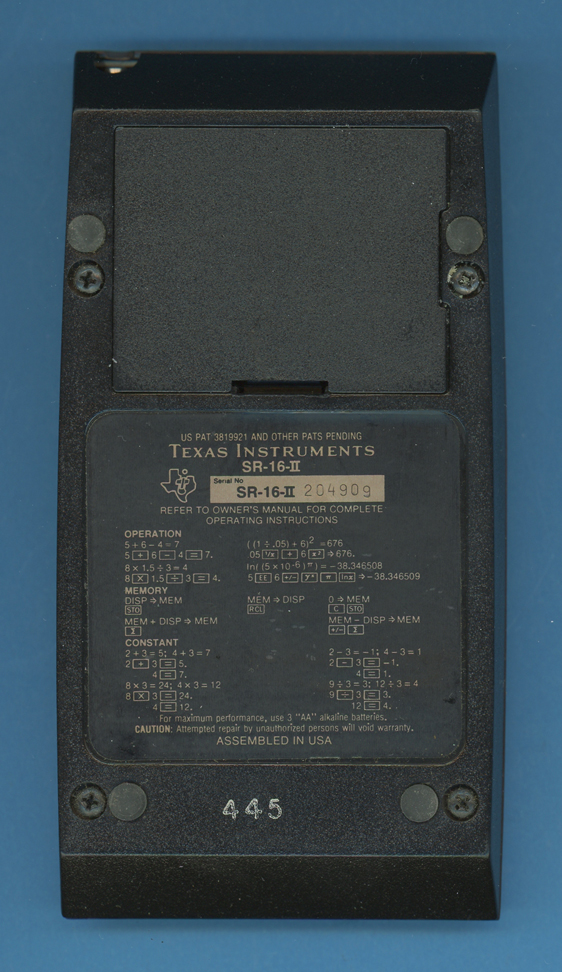 US PAT 3819921 AND OTHER PATS PENDING
TEXAS INSTRUMENTS
SR-16-II
Serial No
SR-16-II 204909
REFER TO OWNER'S MANUAL FOR COMPLETE
OPERATING INSTRUCTIONS
OPERATION
5 + 6 − 4 = 7
5 + 6 − 4 = 7.
8 × 1.5 ÷ 3 = 4
8 X 1.5 ÷ 3 = 4.
((1 ÷ .05) + 6)² = 676
.05 1/x + 6 x² ⇒ 676.
ln((5 × 10⁻⁶)^π) = −38.346508
5 EE 6 +/− yˣ π lnx ⇒ −38.346509
MEMORY
DISP ⇒ MEM
STO
MEM ⇒ DISP
RCL
0 ⇒ MEM
C STO
MEM + DISP ⇒ MEM
Σ
MEM − DISP ⇒ MEM
+/− Σ
CONSTANT
2 + 3 = 5; 4 + 3 = 7
2 + 3 = 5.
4 = 7.
8 × 3 = 24; 4 × 3 = 12
8 X 3 = 24.
4 = 12.
2 − 3 = −1; 4 − 3 = 1
2 − 3 = −1.
4 = 1.
9 ÷ 3 = 3; 12 ÷ 3 = 4
9 ÷ 3 = 3.
12 = 4.
For maximum performance, use 3 "AA" alkaline batteries.
CAUTION: Attempted repair by unauthorized persons will void warranty.
ASSEMBLED IN USA
445